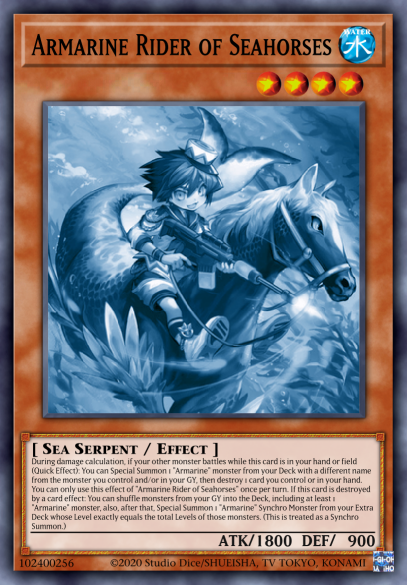 Armarine Rider of Seahorses
WATER
水
[ Sea Serpent / Effect ]
During damage calculation, if your other monster battles while this card is in your hand or field
(Quick Effect): You can Special Summon 1 "Armarine" monster from your Deck with a different name
from the monster you control and/or in your GY, then destroy 1 card you control or in your hand.
You can only use this effect of "Armarine Rider of Seahorses" once per turn. If this card is destroyed
by a card effect: You can shuffle monsters from your GY into the Deck, including at least 1
"Armarine" monster, also, after that, Special Summon 1 "Armarine" Synchro Monster from your Extra
Deck whose Level exactly equals the total Levels of those monsters. (This is treated as a Synchro
Summon.)
ATK/1800 DEF/ 900
102400256 ©2020 Studio Dice/SHUEISHA, TV TOKYO, KONAMI